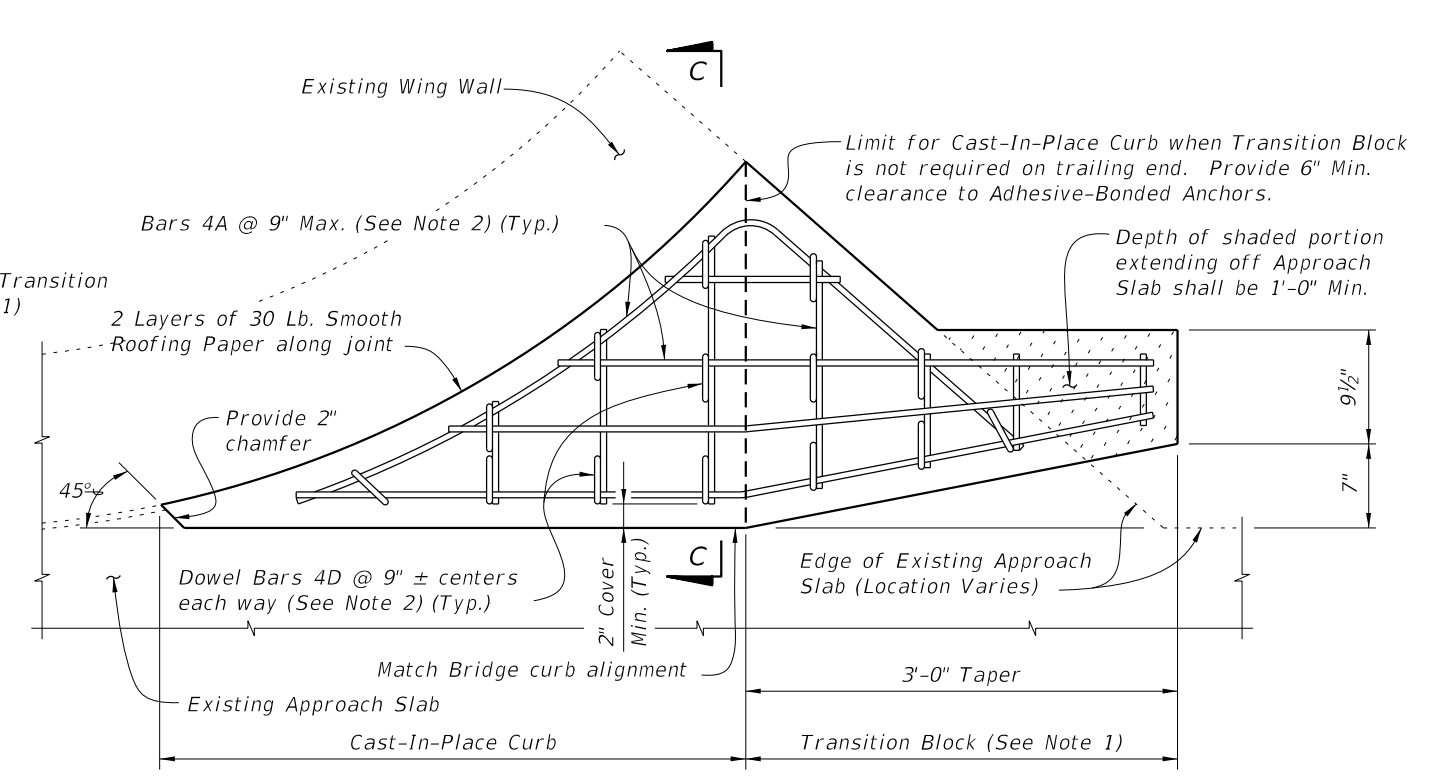 C
Existing Wing Wall
Limit for Cast-In-Place Curb when Transition Block
is not required on trailing end. Provide 6" Min.
clearance to Adhesive-Bonded Anchors.
Bars 4A @ 9" Max. (See Note 2) (Typ.)
Depth of shaded portion
extending off Approach
Slab shall be 1'-0" Min.
Transition
1)
2 Layers of 30 Lb. Smooth
Roofing Paper along joint
9½"
Provide 2"
chamfer
45°
7"
C
Edge of Existing Approach
Slab (Location Varies)
Dowel Bars 4D @ 9" ± centers
each way (See Note 2) (Typ.)
2" Cover
Min. (Typ.)
Match Bridge curb alignment
3'-0" Taper
Existing Approach Slab
Cast-In-Place Curb
Transition Block (See Note 1)